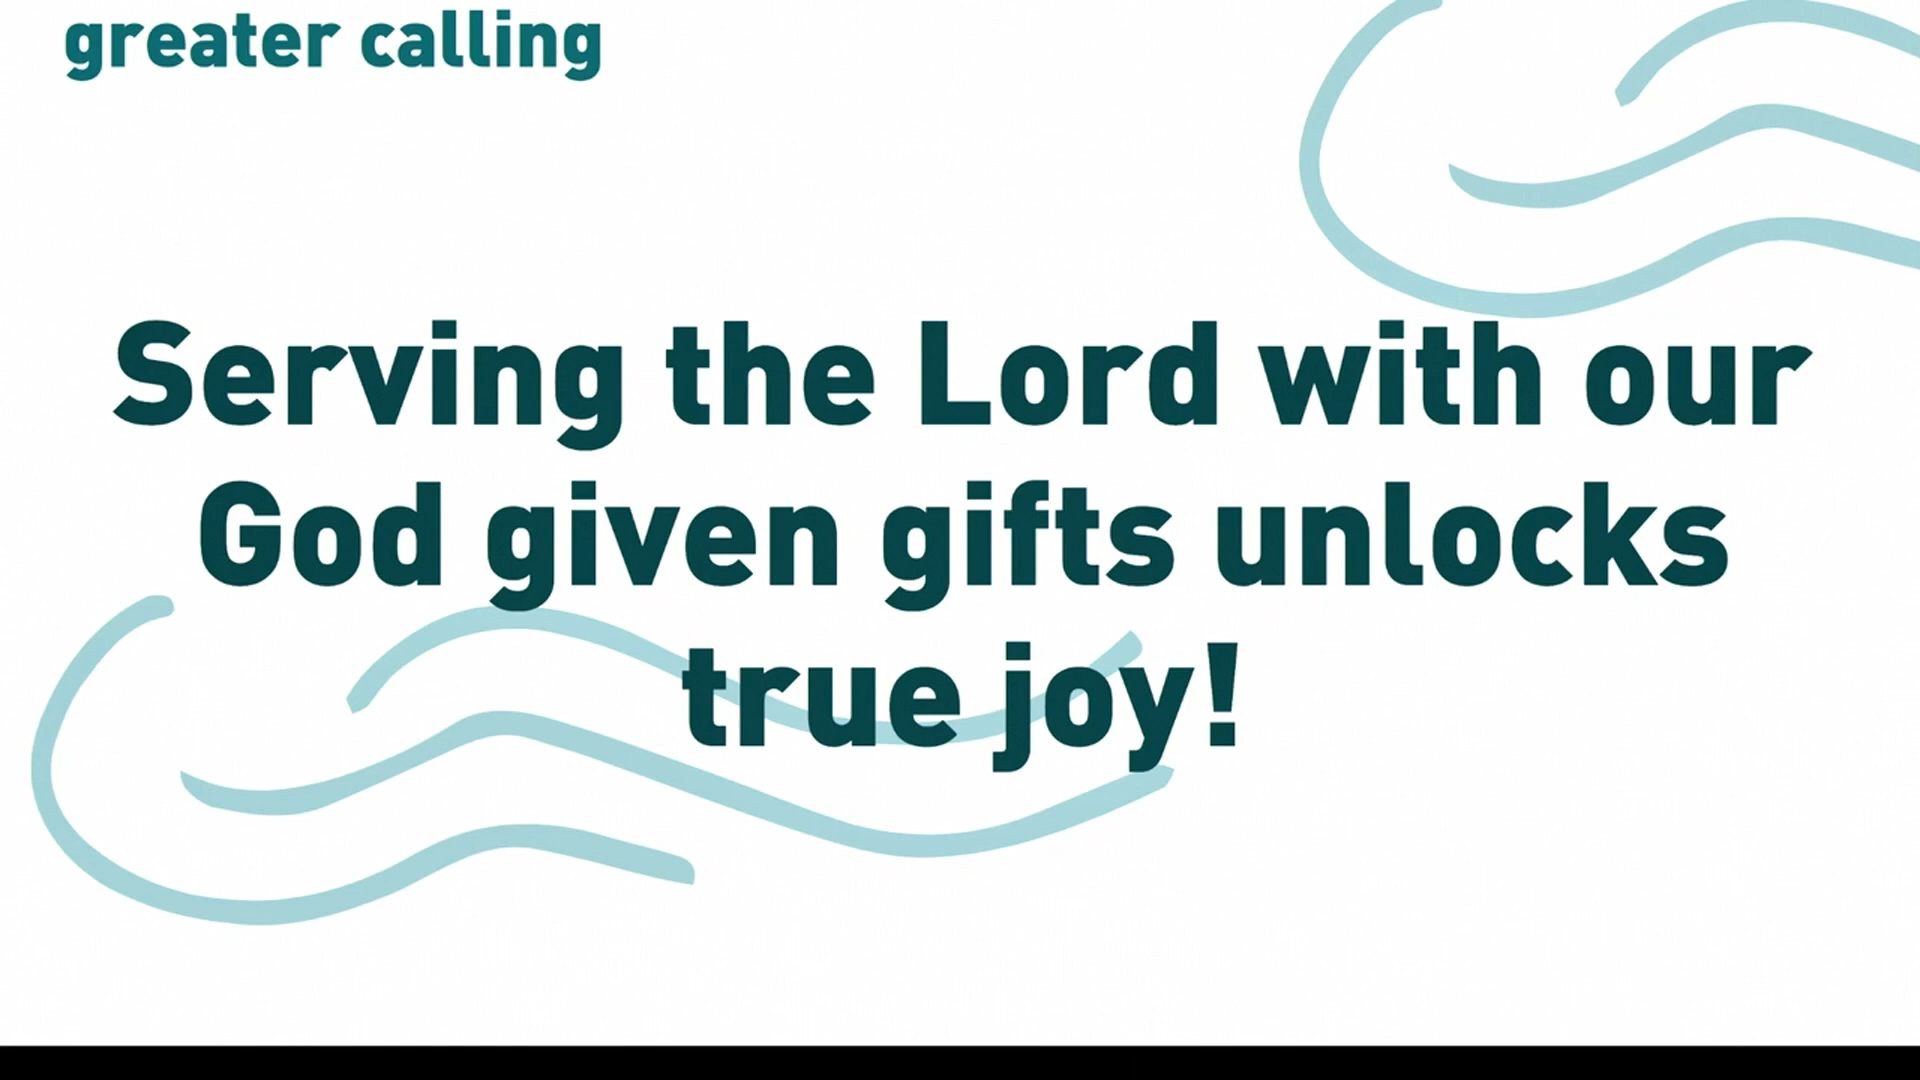 greater calling
Serving the Lord with our
God given gifts unlocks
true joy!